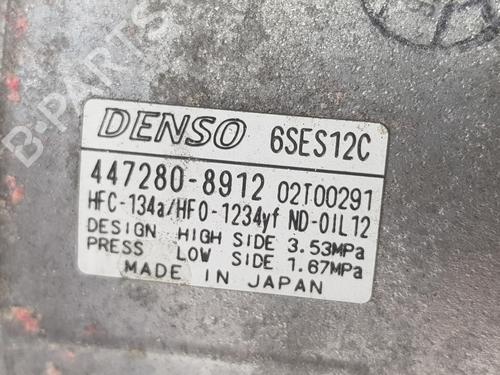 DENSO 6SES12C
447280-8912 02T00291
HFC-134a/HFO-1234yf ND-OIL12
DESIGN HIGH SIDE 3.53MPa
PRESS LOW SIDE 1.67MPa
MADE IN JAPAN
B-PARTS